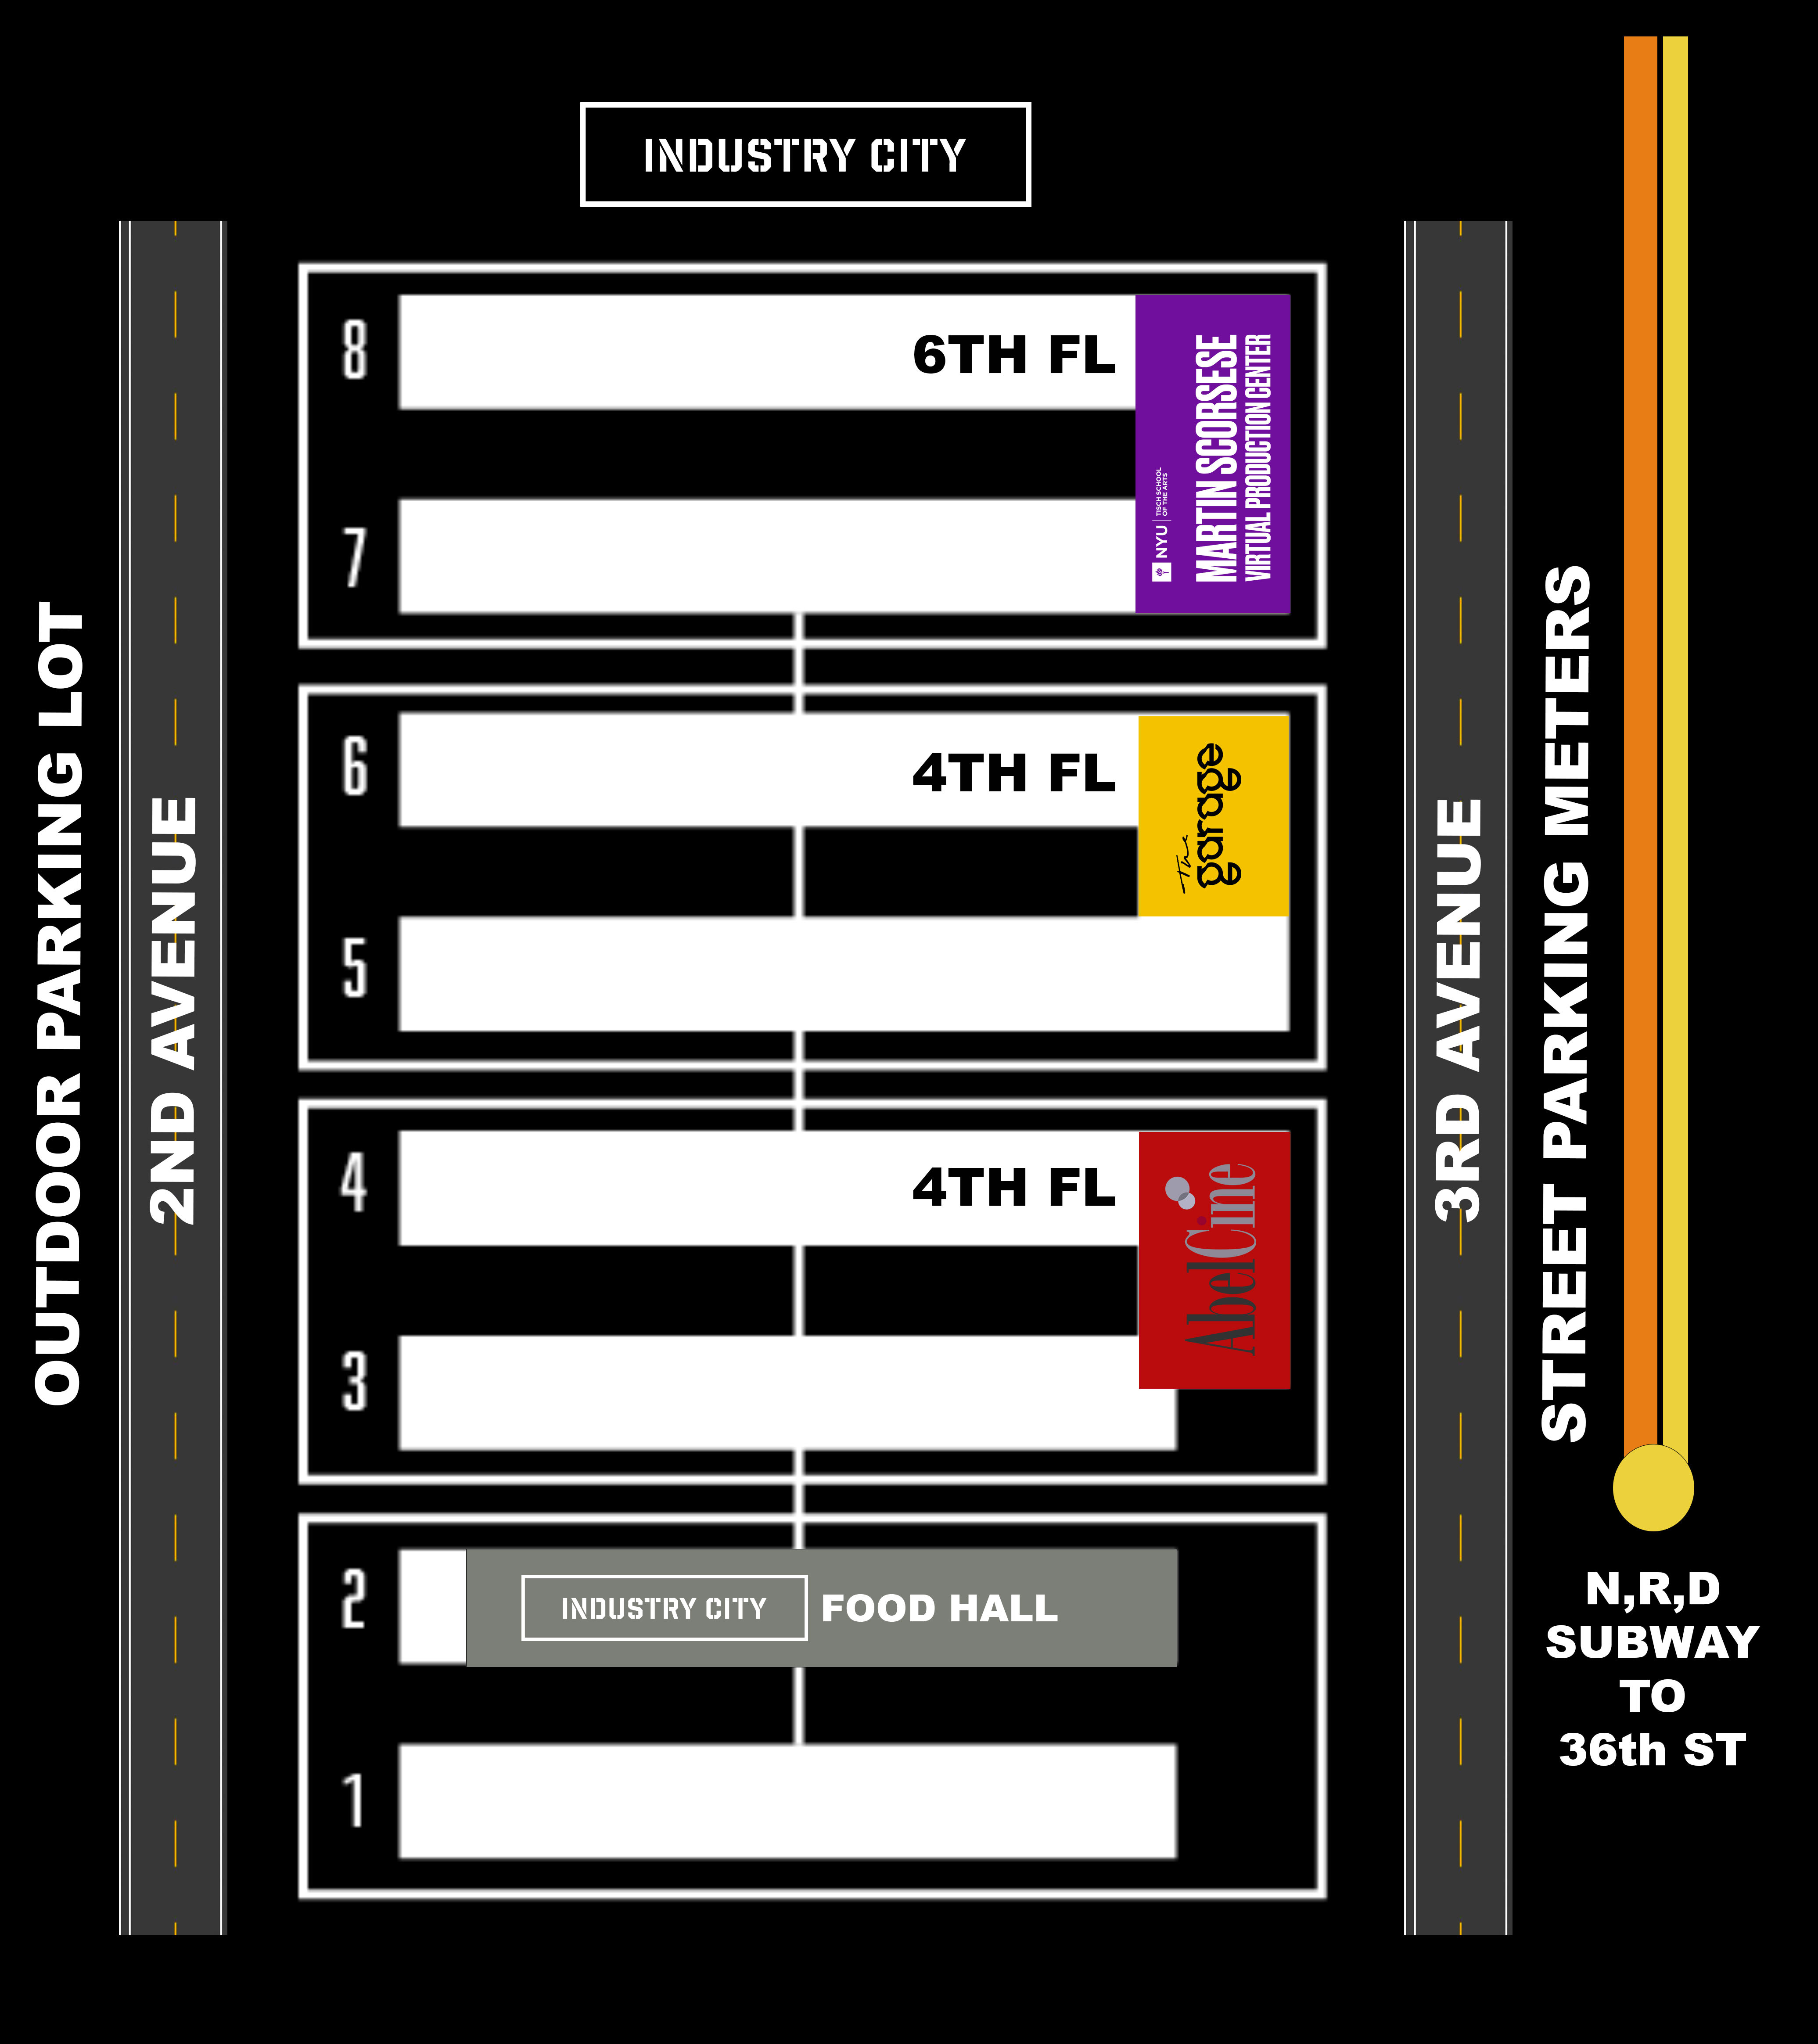 INDUSTRY CITY
8
6TH FL
NYU | TISCH SCHOOL
OF THE ARTS
MARTIN SCORSESE
VIRTUAL PRODUCTION CENTER
7
6
4TH FL
The
garage
5
4
4TH FL
AbelCine
3
2
INDUSTRY CITY
FOOD HALL
1
OUTDOOR PARKING LOT
2ND AVENUE
3RD AVENUE
STREET PARKING METERS
N,R,D
SUBWAY
TO
36th ST